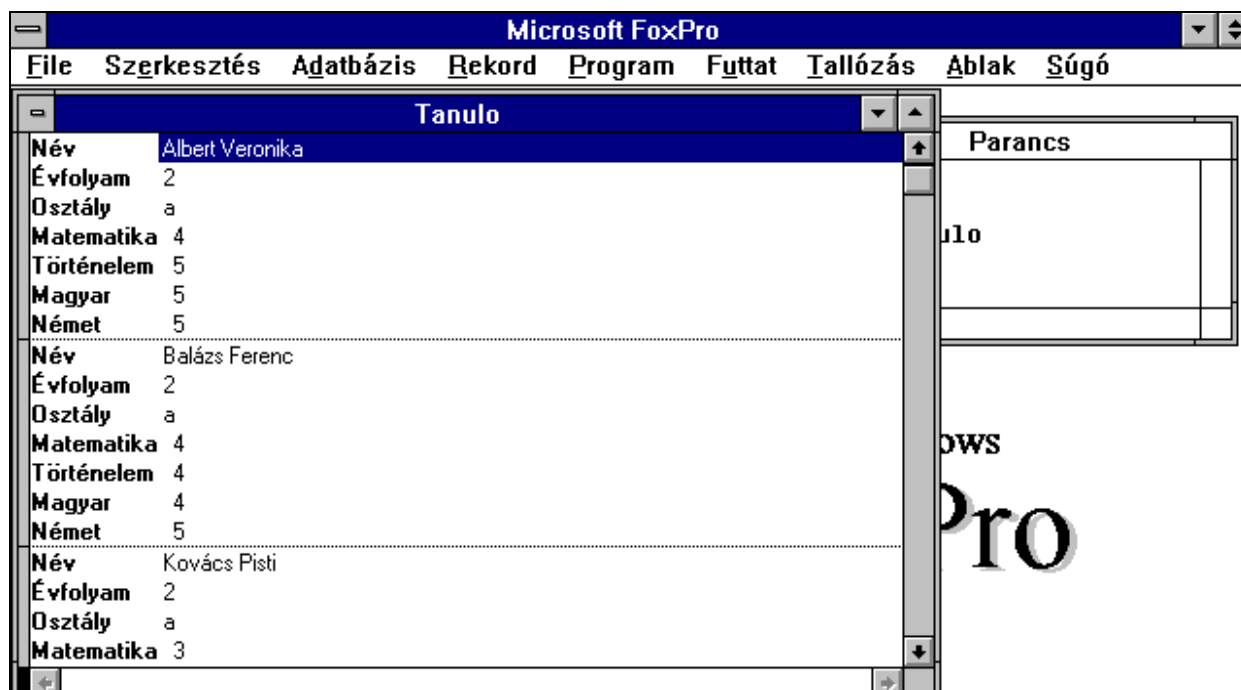 Microsoft FoxPro
File Szerkesztés Adatbázis Rekord Program Futtat Tallózás Ablak Súgó
Tanulo
Név Albert Veronika
Évfolyam 2
Osztály a
Matematika 4
Történelem 5
Magyar 5
Német 5
Név Balázs Ferenc
Évfolyam 2
Osztály a
Matematika 4
Történelem 4
Magyar 4
Német 5
Név Kovács Pisti
Évfolyam 2
Osztály a
Matematika 3
Parancs
ulo
ows
Pro